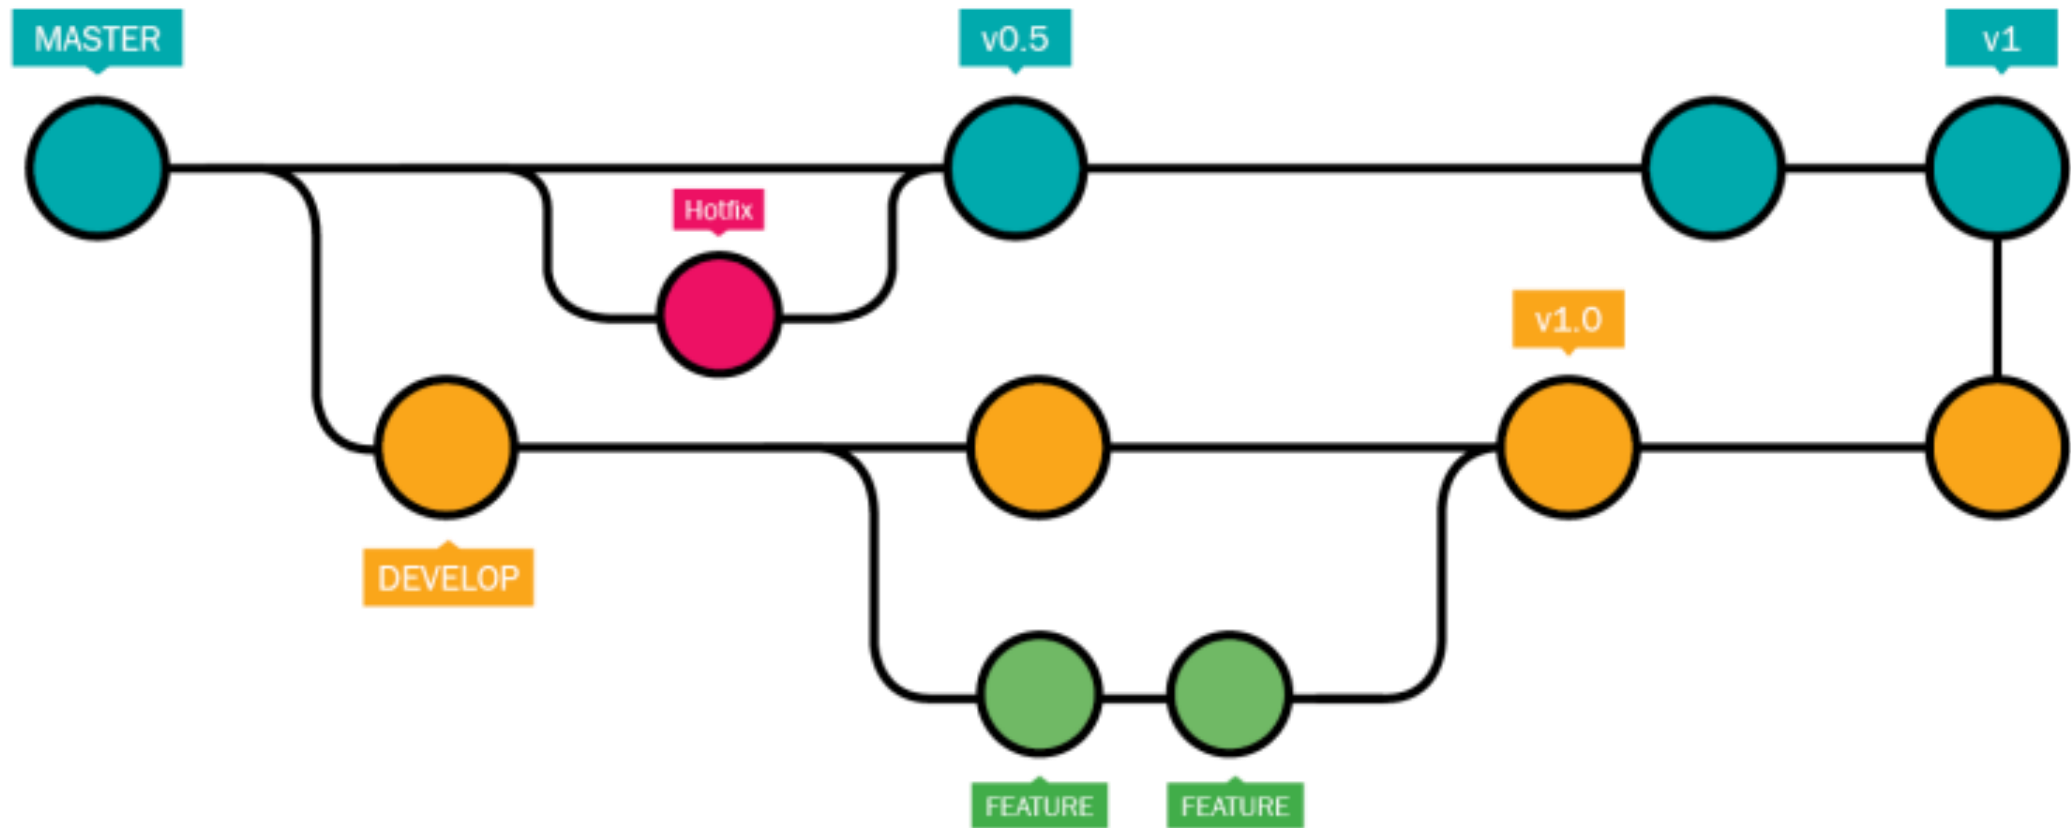 MASTER
v0.5
v1
Hotfix
v1.0
DEVELOP
FEATURE
FEATURE